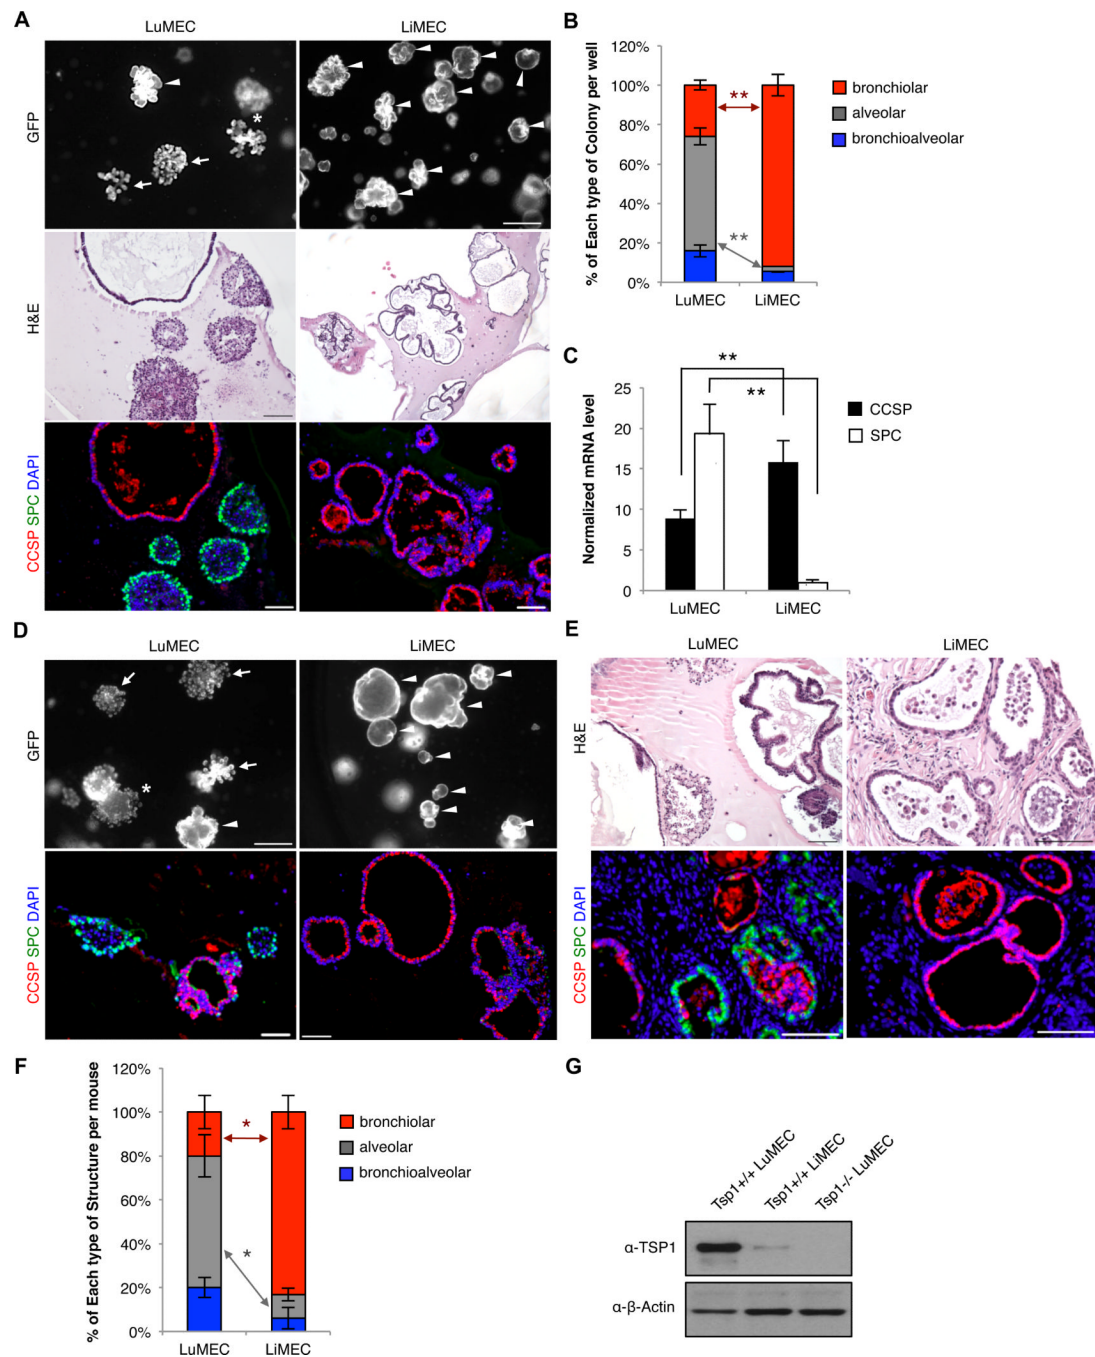 A
LuMEC
LiMEC
GFP
*
H&E
CCSP SPC DAPI
B
% of Each type of Colony per well
120%
100%
80%
60%
40%
20%
0%
**
**
LuMEC
LiMEC
bronchiolar
alveolar
bronchioalveolar
C
Normalized mRNA level
25
20
15
10
5
0
**
**
LuMEC
LiMEC
CCSP
SPC
D
LuMEC
LiMEC
GFP
*
CCSP SPC DAPI
E
LuMEC
LiMEC
H&E
CCSP SPC DAPI
F
% of Each type of Structure per mouse
120%
100%
80%
60%
40%
20%
0%
*
*
LuMEC
LiMEC
bronchiolar
alveolar
bronchioalveolar
G
Tsp1+/+ LuMEC
Tsp1+/+ LiMEC
Tsp1-/- LuMEC
α-TSP1
α-β-Actin